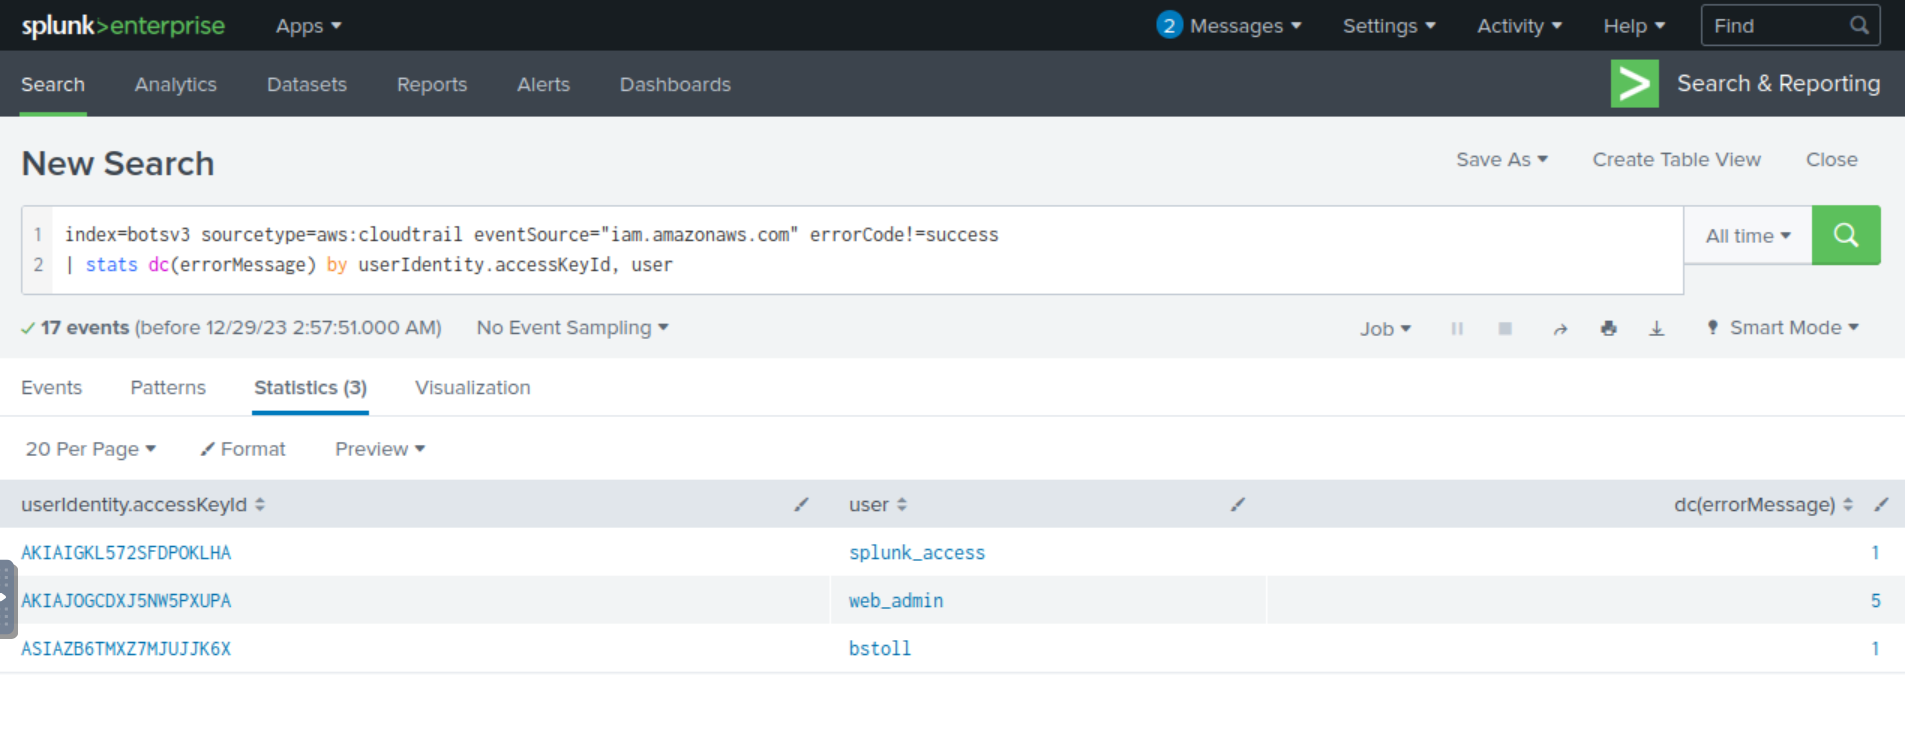 splunk>enterprise Apps 2 Messages Settings Activity Help Find
Search Analytics Datasets Reports Alerts Dashboards Search & Reporting
New Search Save As Create Table View Close
1 index=botsv3 sourcetype=aws:cloudtrail eventSource="iam.amazonaws.com" errorCode!=success
2 | stats dc(errorMessage) by userIdentity.accessKeyId, user
All time
17 events (before 12/29/23 2:57:51.000 AM) No Event Sampling Job Smart Mode
Events Patterns Statistics (3) Visualization
20 Per Page Format Preview
userIdentity.accessKeyId user dc(errorMessage)
AKIAIGKL572SFDPOKLHA splunk_access 1
AKIAJOGCDXJ5NW5PXUPA web_admin 5
ASIAZB6TMXZ7MJUJJK6X bstoll 1